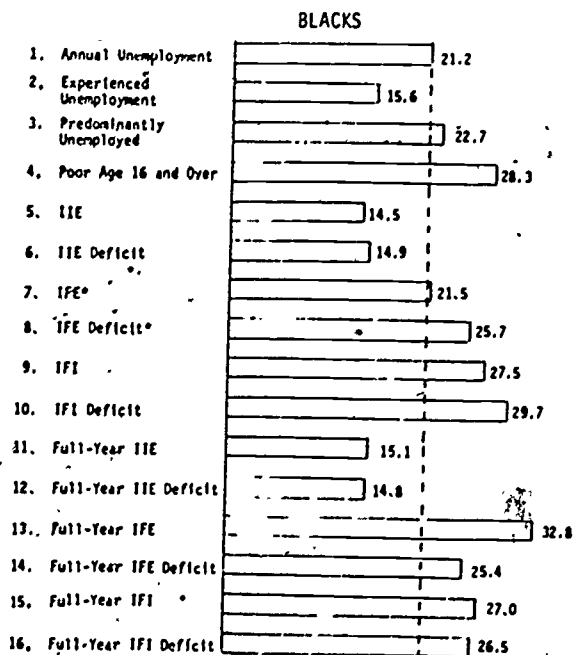 BLACKS
1. Annual Unemployment 21.2
2. Experienced
Unemployment 15.6
3. Predominantly
Unemployed 22.7
4. Poor Age 16 and Over 28.3
5. IIE 14.5
6. IIE Deficit 14.9
7. IFE* 21.5
8. IFE Deficit* 25.7
9. IFI 27.5
10. IFI Deficit 29.7
11. Full-Year IIE 15.1
12. Full-Year IIE Deficit 14.8
13. Full-Year IFE 32.8
14. Full-Year IFE Deficit 25.4
15. Full-Year IFI 27.0
16. Full-Year IFI Deficit 26.5